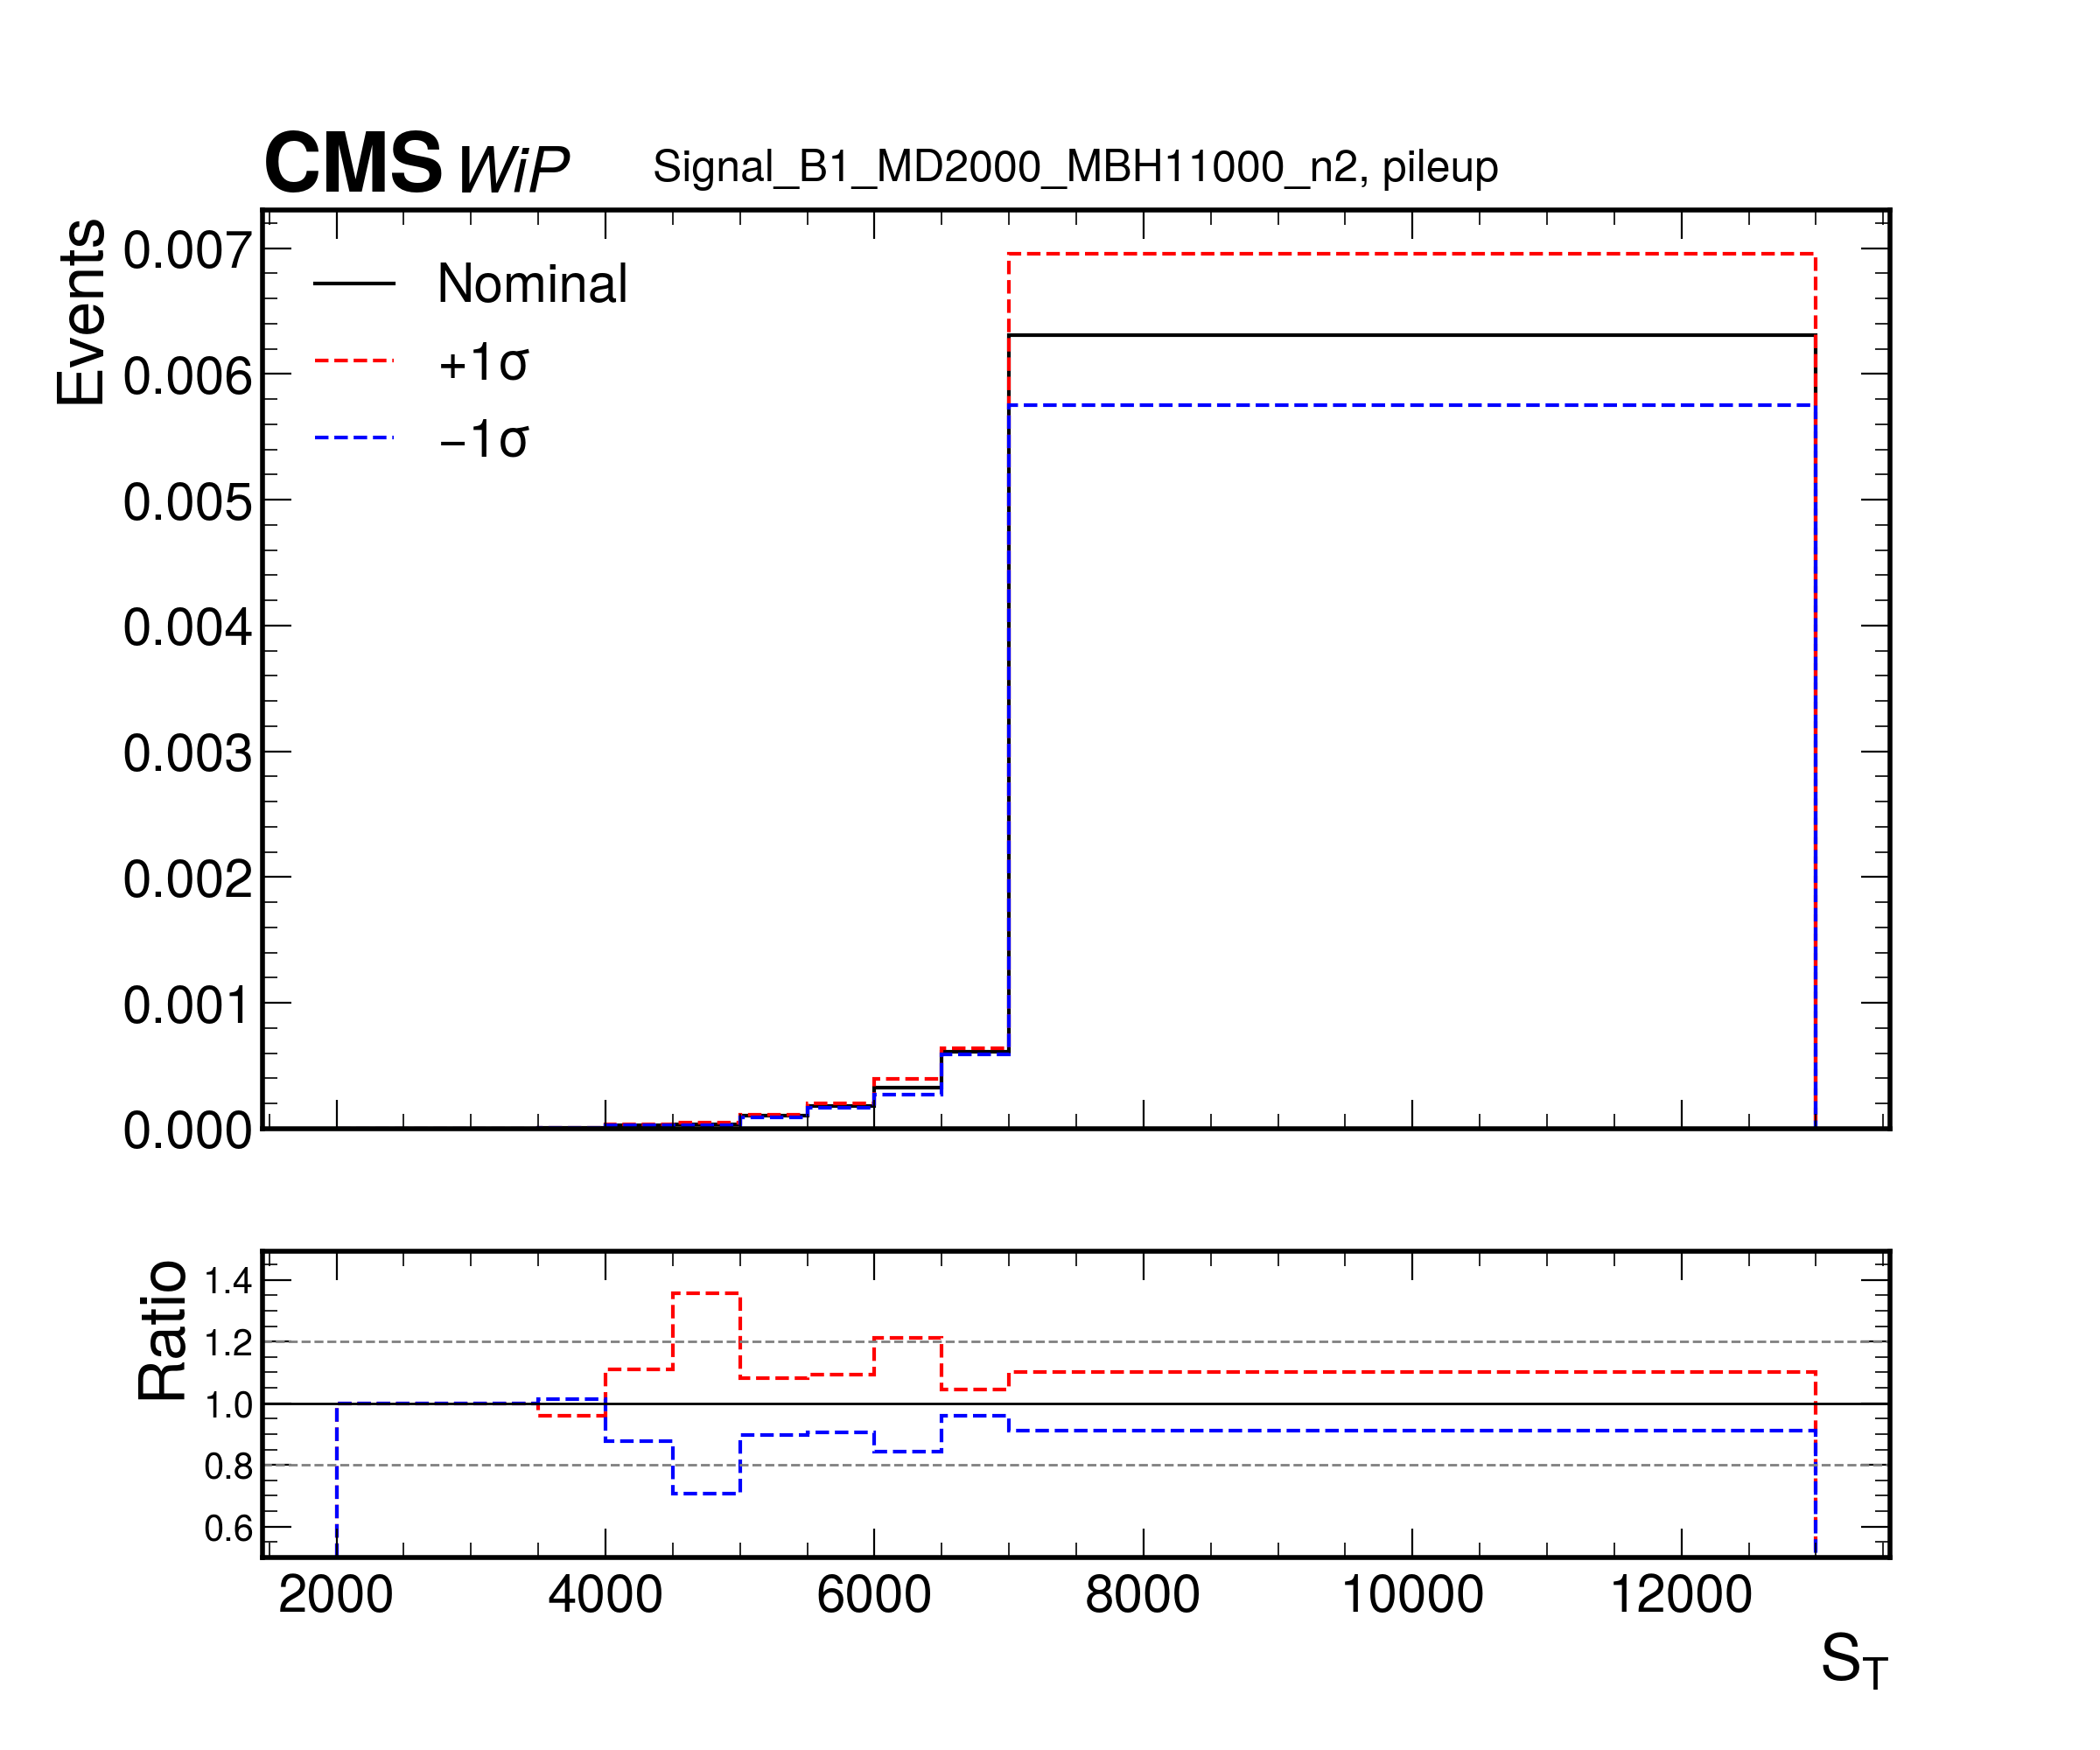 CMS WiP Signal_B1_MD2000_MBH11000_n2, pileup
Events
0.007
0.006
0.005
0.004
0.003
0.002
0.001
0.000
Nominal
+1σ
−1σ
Ratio
1.4
1.2
1.0
0.8
0.6
2000 4000 6000 8000 10000 12000
S_T